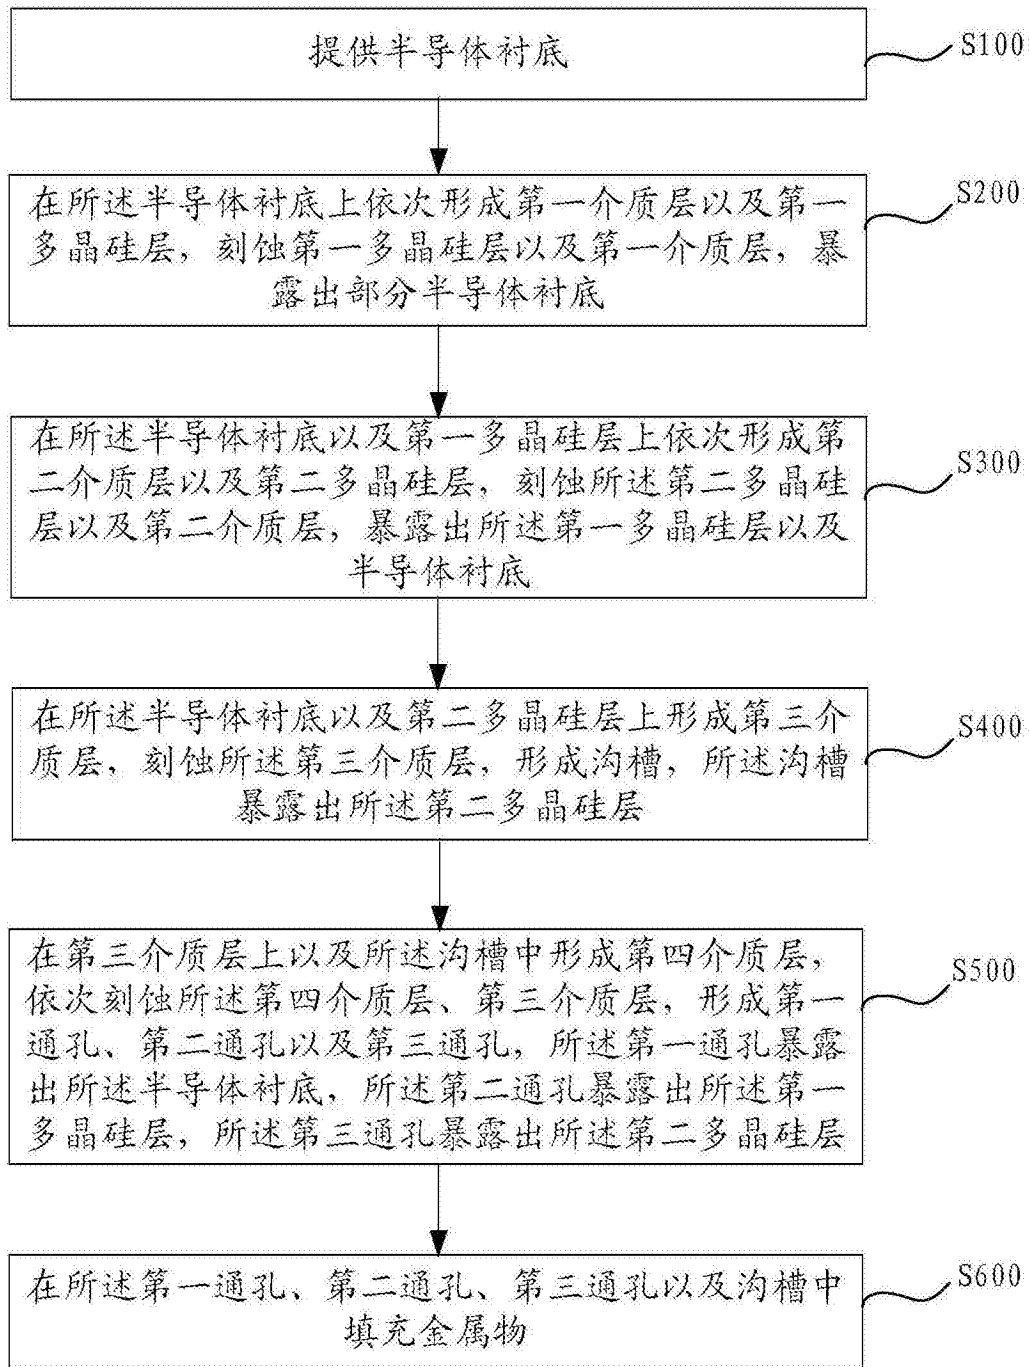 提供半导体衬底
S100
在所述半导体衬底上依次形成第一介质层以及第一
多晶硅层，刻蚀第一多晶硅层以及第一介质层，暴
露出部分半导体衬底
S200
在所述半导体衬底以及第一多晶硅层上依次形成第
二介质层以及第二多晶硅层，刻蚀所述第二多晶硅
层以及第二介质层，暴露出所述第一多晶硅层以及
半导体衬底
S300
在所述半导体衬底以及第二多晶硅层上形成第三介
质层，刻蚀所述第三介质层，形成沟槽，所述沟槽
暴露出所述第二多晶硅层
S400
在第三介质层上以及所述沟槽中形成第四介质层，
依次刻蚀所述第四介质层、第三介质层，形成第一
通孔、第二通孔以及第三通孔，所述第一通孔暴露
出所述半导体衬底，所述第二通孔暴露出所述第一
多晶硅层，所述第三通孔暴露出所述第二多晶硅层
S500
在所述第一通孔、第二通孔、第三通孔以及沟槽中
填充金属物
S600